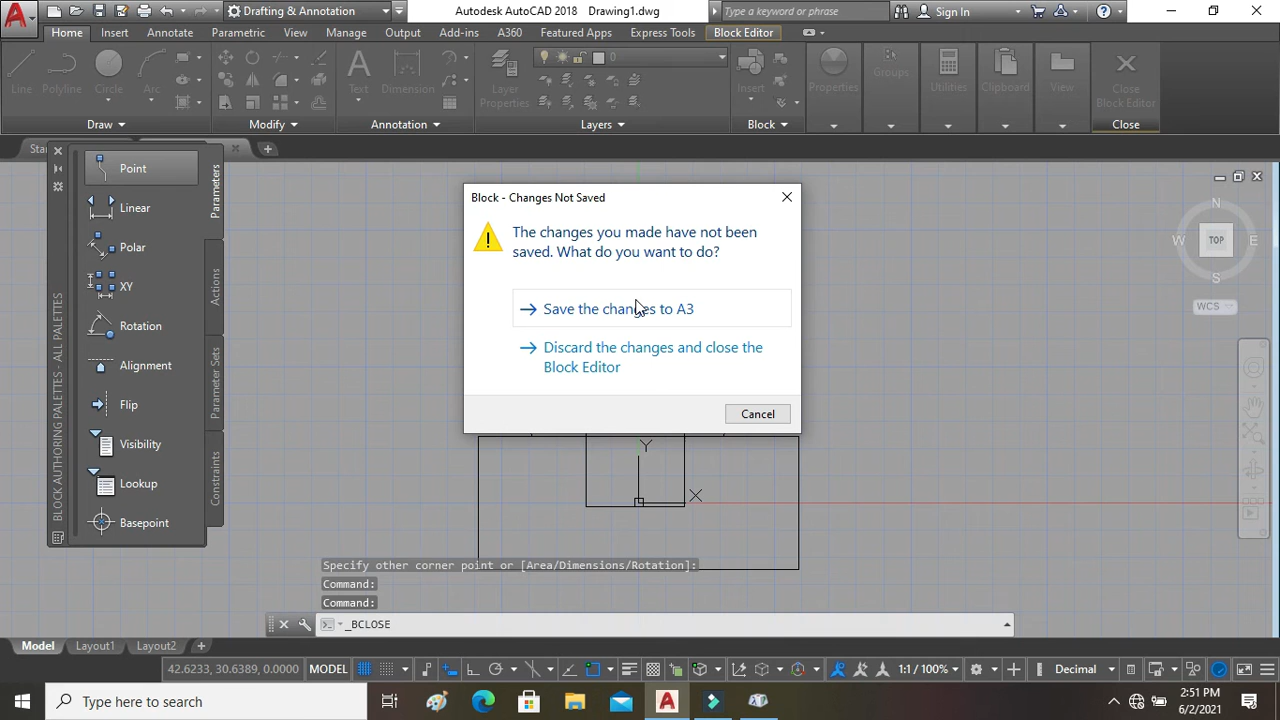 Drafting & Annotation
Autodesk AutoCAD 2018 Drawing1.dwg
Type a keyword or phrase
Sign In
Home Insert Annotate Parametric View Manage Output Add-ins A360 Featured Apps Express Tools Block Editor
Line Polyline Circle Arc
Text Dimension
Layer Properties
0
Insert
Properties
Groups
Utilities
Clipboard
View
Close Block Editor
Draw Modify Annotation Layers Block Close
Star
BLOCK AUTHORING PALETTES - ALL PALETTES
Point
Linear
Polar
XY
Rotation
Alignment
Flip
Visibility
Lookup
Basepoint
Parameters
Actions
Parameter Sets
Constraints
Block - Changes Not Saved
The changes you made have not been
saved. What do you want to do?
Save the changes to A3
Discard the changes and close the
Block Editor
Cancel
N
W TOP E
S
WCS
Y
X
Specify other corner point or [Area/Dimensions/Rotation]:
Command:
Command:
_BCLOSE
Model Layout1 Layout2
42.6233, 30.6389, 0.0000 MODEL
1:1 / 100%
Decimal
Type here to search
2:51 PM
6/2/2021